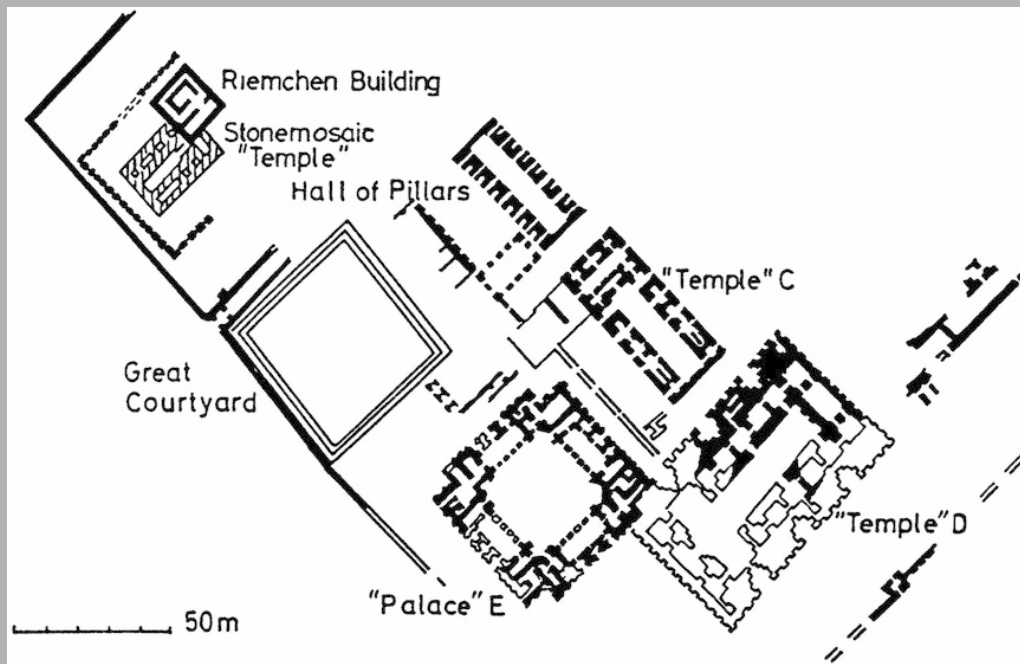 Riemchen Building
Stonemosaic
"Temple"
Hall of Pillars
"Temple" C
Great
Courtyard
"Temple" D
"Palace" E
50m